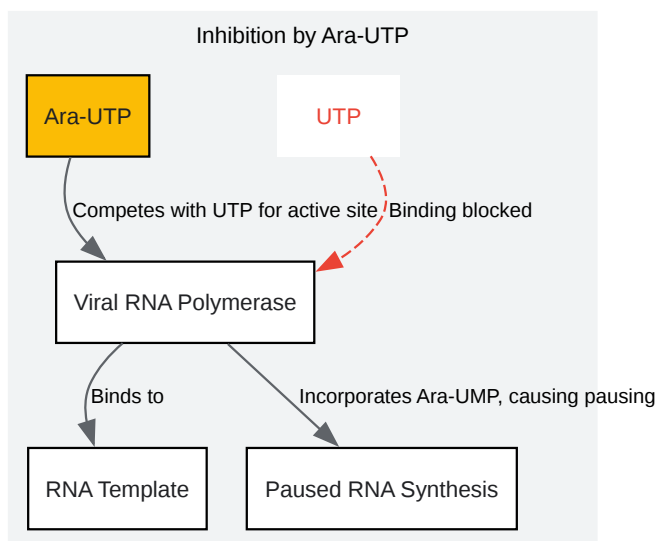 Inhibition by Ara-UTP
Ara-UTP
UTP
Competes with UTP for active site
Binding blocked
Viral RNA Polymerase
Binds to
Incorporates Ara-UMP, causing pausing
RNA Template
Paused RNA Synthesis